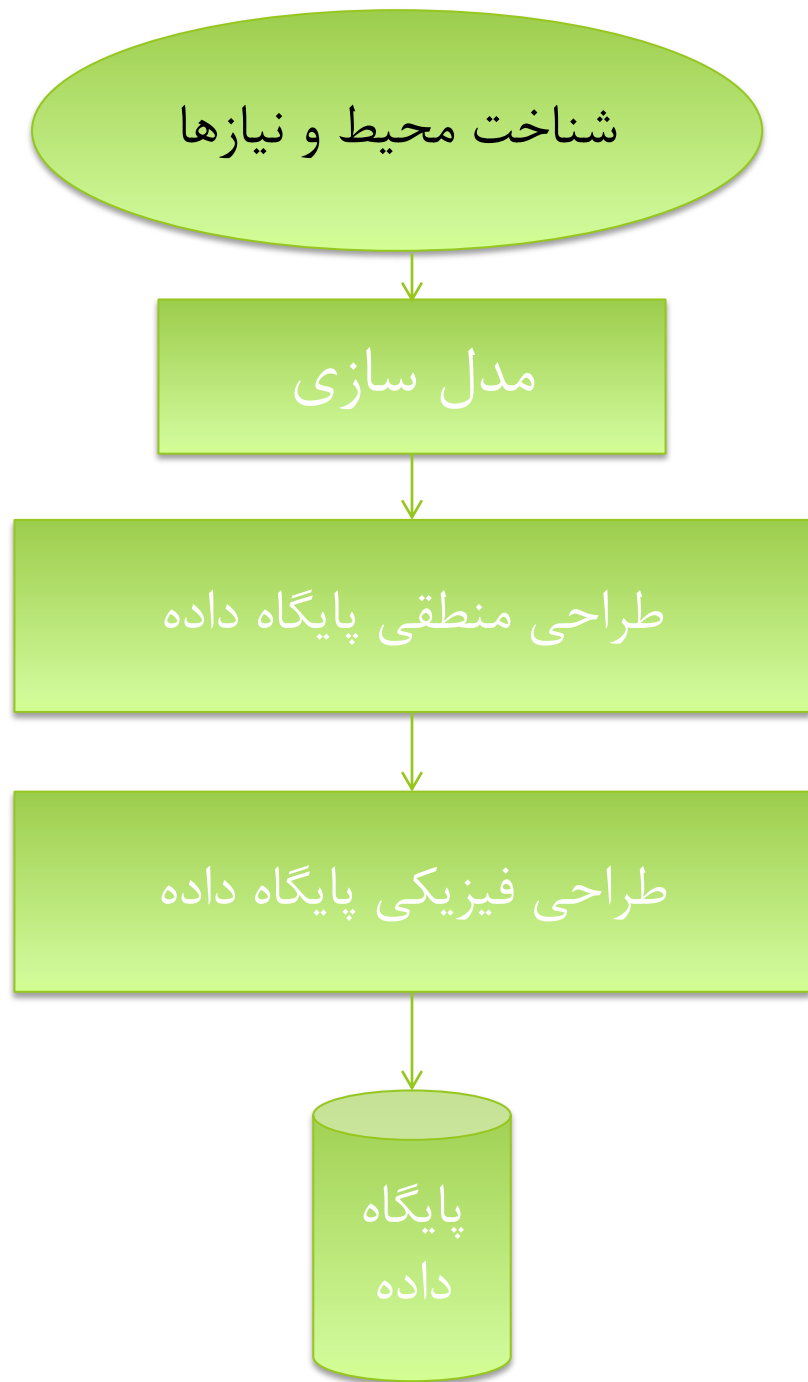 شناخت محیط و نیازها
مدل سازی
طراحی منطقی پایگاه داده
طراحی فیزیکی پایگاه داده
پایگاه
داده